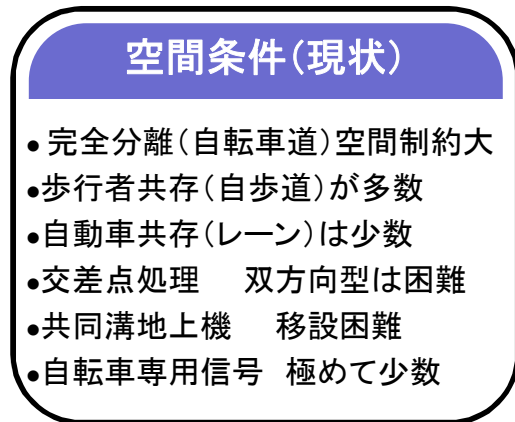 空間条件（現状）
● 完全分離（自転車道）空間制約大
●歩行者共存（自歩道）が多数
●自動車共存（レーン）は少数
●交差点処理　双方向型は困難
●共同溝地上機　移設困難
●自転車専用信号　極めて少数